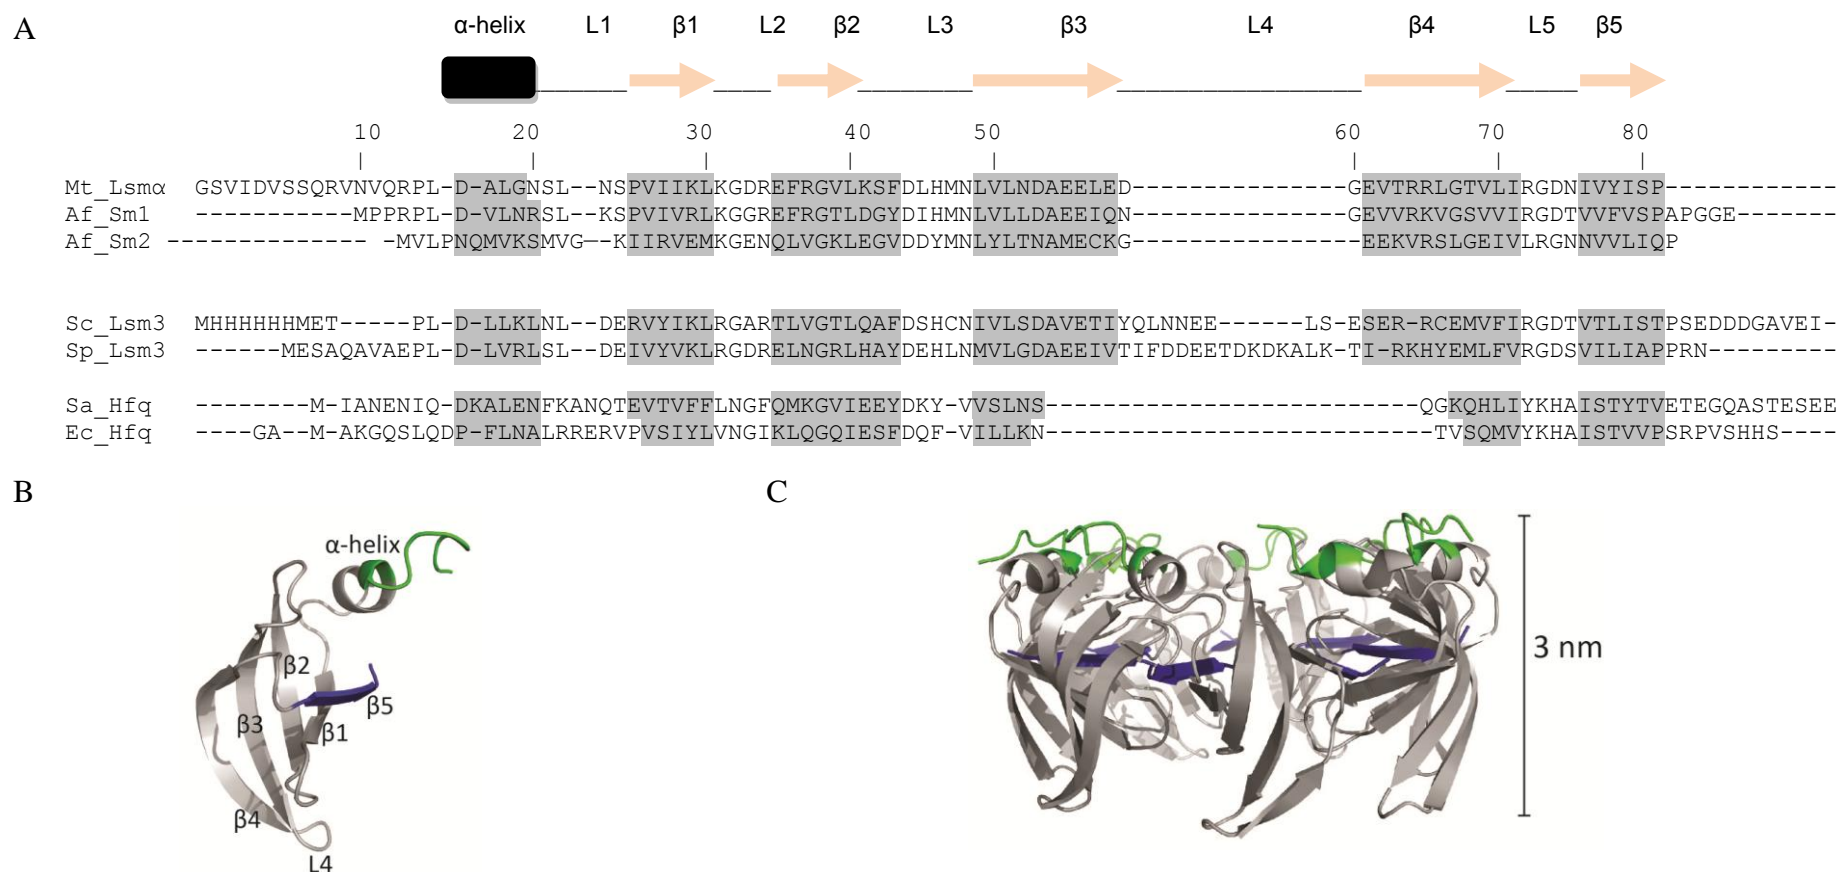 A
α-helix L1 β1 L2 β2 L3 β3 L4 β4 L5 β5
10 20 30 40 50 60 70 80
Mt_Lsmα GSVIDVSSQRVNVQRPL-D-ALGNSL--NSPVIIKLKGDREFRGVLKSFDLHMNLVLNDAEELED---------------GEVTRRLGTVLIRGDNIVYISP------------
Af_Sm1 -----------MPPRPL-D-VLNRSL--KSPVIVRLKGGREFRGTLDGYDIHMNLVLLDAEEIQN---------------GEVVRKVGSVVIRGDTVVFVSPAPGGE-------
Af_Sm2 -------------- -MVLPNQMVKSMVG--KIIRVEMKGENQLVGKLEGVDDYMNLYLTNAMECKG----------------EEKVRSLGEIVLRGNNVVLIQP
Sc_Lsm3 MHHHHHHMET-----PL-D-LLKLNL--DERVYIKLRGARTLVGTLQAFDSHCNIVLSDAVETIYQLNNEE------LS-ESER-RCEMVFIRGDTVTLISTPSEDDDGAVEI-
Sp_Lsm3 ------MESAQAVAEPL-D-LVRLSL--DEIVYVKLRGDRELNGRLHAYDEHLNMVLGDAEEIVTIFDDEETDKDKALK-TI-RKHYEMLFVRGDSVILIAPPRN---------
Sa_Hfq --------M-IANENIQ-DKALENFKANQTEVTVFFLNGFQMKGVIEEYDKY-VVSLNS--------------------------QGKQHLIYKHAISTYTVETEGQASTESEE
Ec_Hfq ----GA--M-AKGQSLQDP-FLNALRRERVPVSIYLVNGIKLQGQIESFDQF-VILLKN---------------------------TVSQMVYKHAISTVVPSRPVSHHS----
B
C
α-helix
β2
β5
β3
β1
β4
L4
3 nm